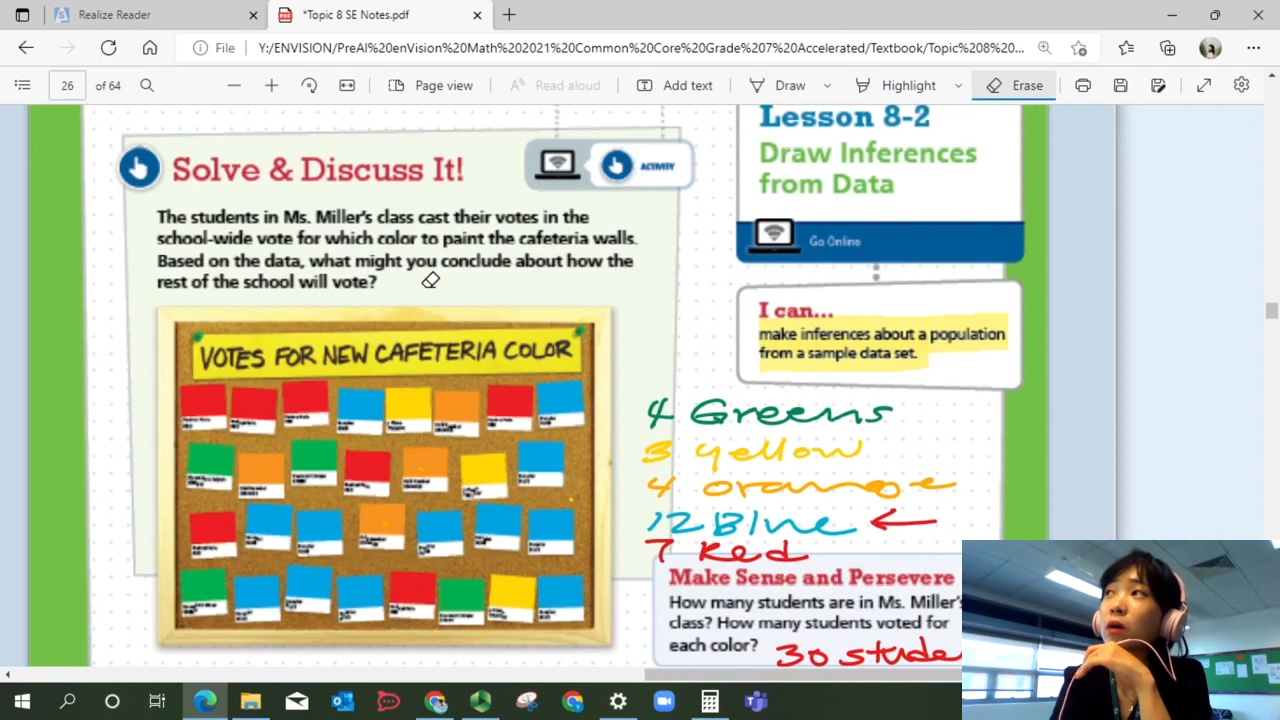 Realize Reader
*Topic 8 SE Notes.pdf
File
Y:/ENVISION/PreAI%20enVision%20Math%202021%20Common%20Core%20Grade%207%20Accelerated/Textbook/Topic%208%20...
26
of 64
Page view
Read aloud
Add text
Draw
Highlight
Erase
Solve & Discuss It!
ACTIVITY
The students in Ms. Miller's class cast their votes in the
school-wide vote for which color to paint the cafeteria walls.
Based on the data, what might you conclude about how the
rest of the school will vote?
VOTES FOR NEW CAFETERIA COLOR
Lesson 8-2
Draw Inferences
from Data
Go Online
I can...
make inferences about a population
from a sample data set.
4 Greens
3 yellow
4 orange
12 Blue
7 Red
Make Sense and Persevere
How many students are in Ms. Miller's
class? How many students voted for
each color?
30 stude